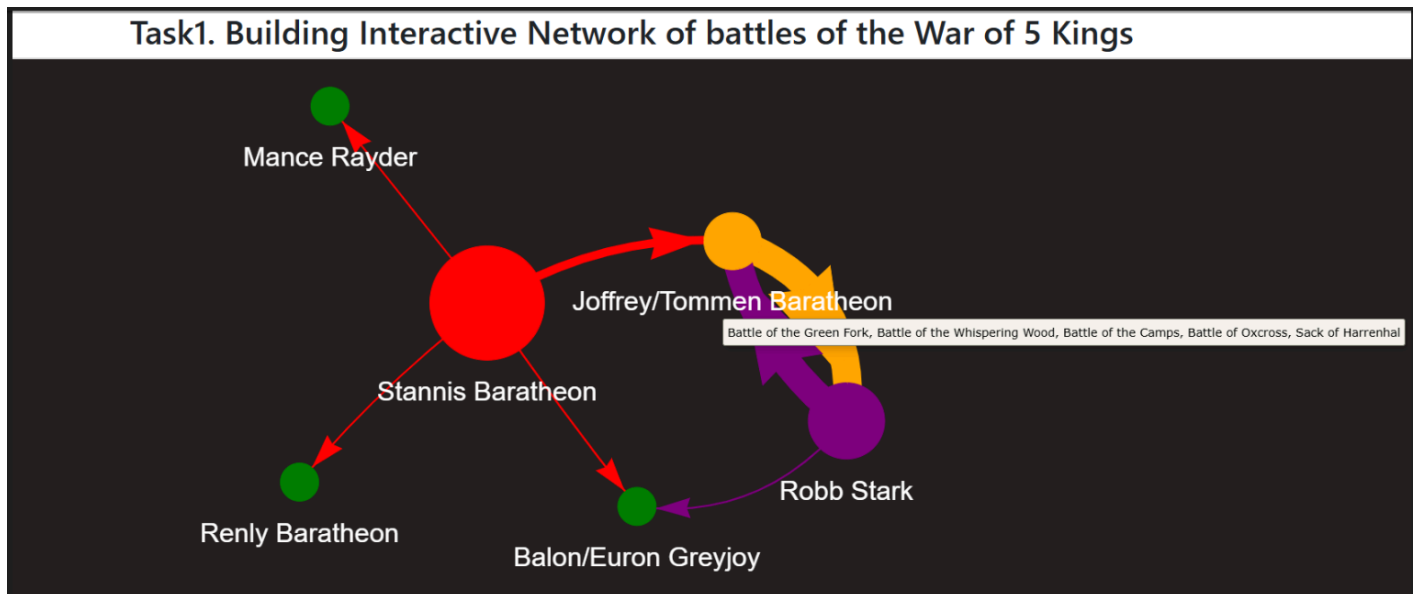 Task1. Building Interactive Network of battles of the War of 5 Kings
Mance Rayder
Joffrey/Tommen Baratheon
Battle of the Green Fork, Battle of the Whispering Wood, Battle of the Camps, Battle of Oxcross, Sack of Harrenhal
Stannis Baratheon
Robb Stark
Renly Baratheon
Balon/Euron Greyjoy